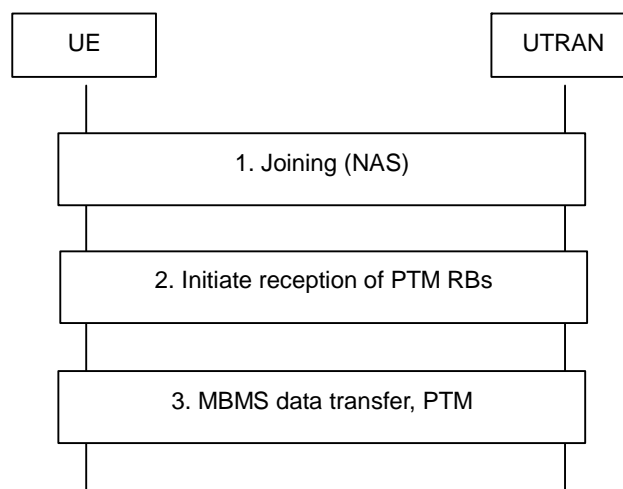 UE
UTRAN
1. Joining (NAS)
2. Initiate reception of PTM RBs
3. MBMS data transfer, PTM